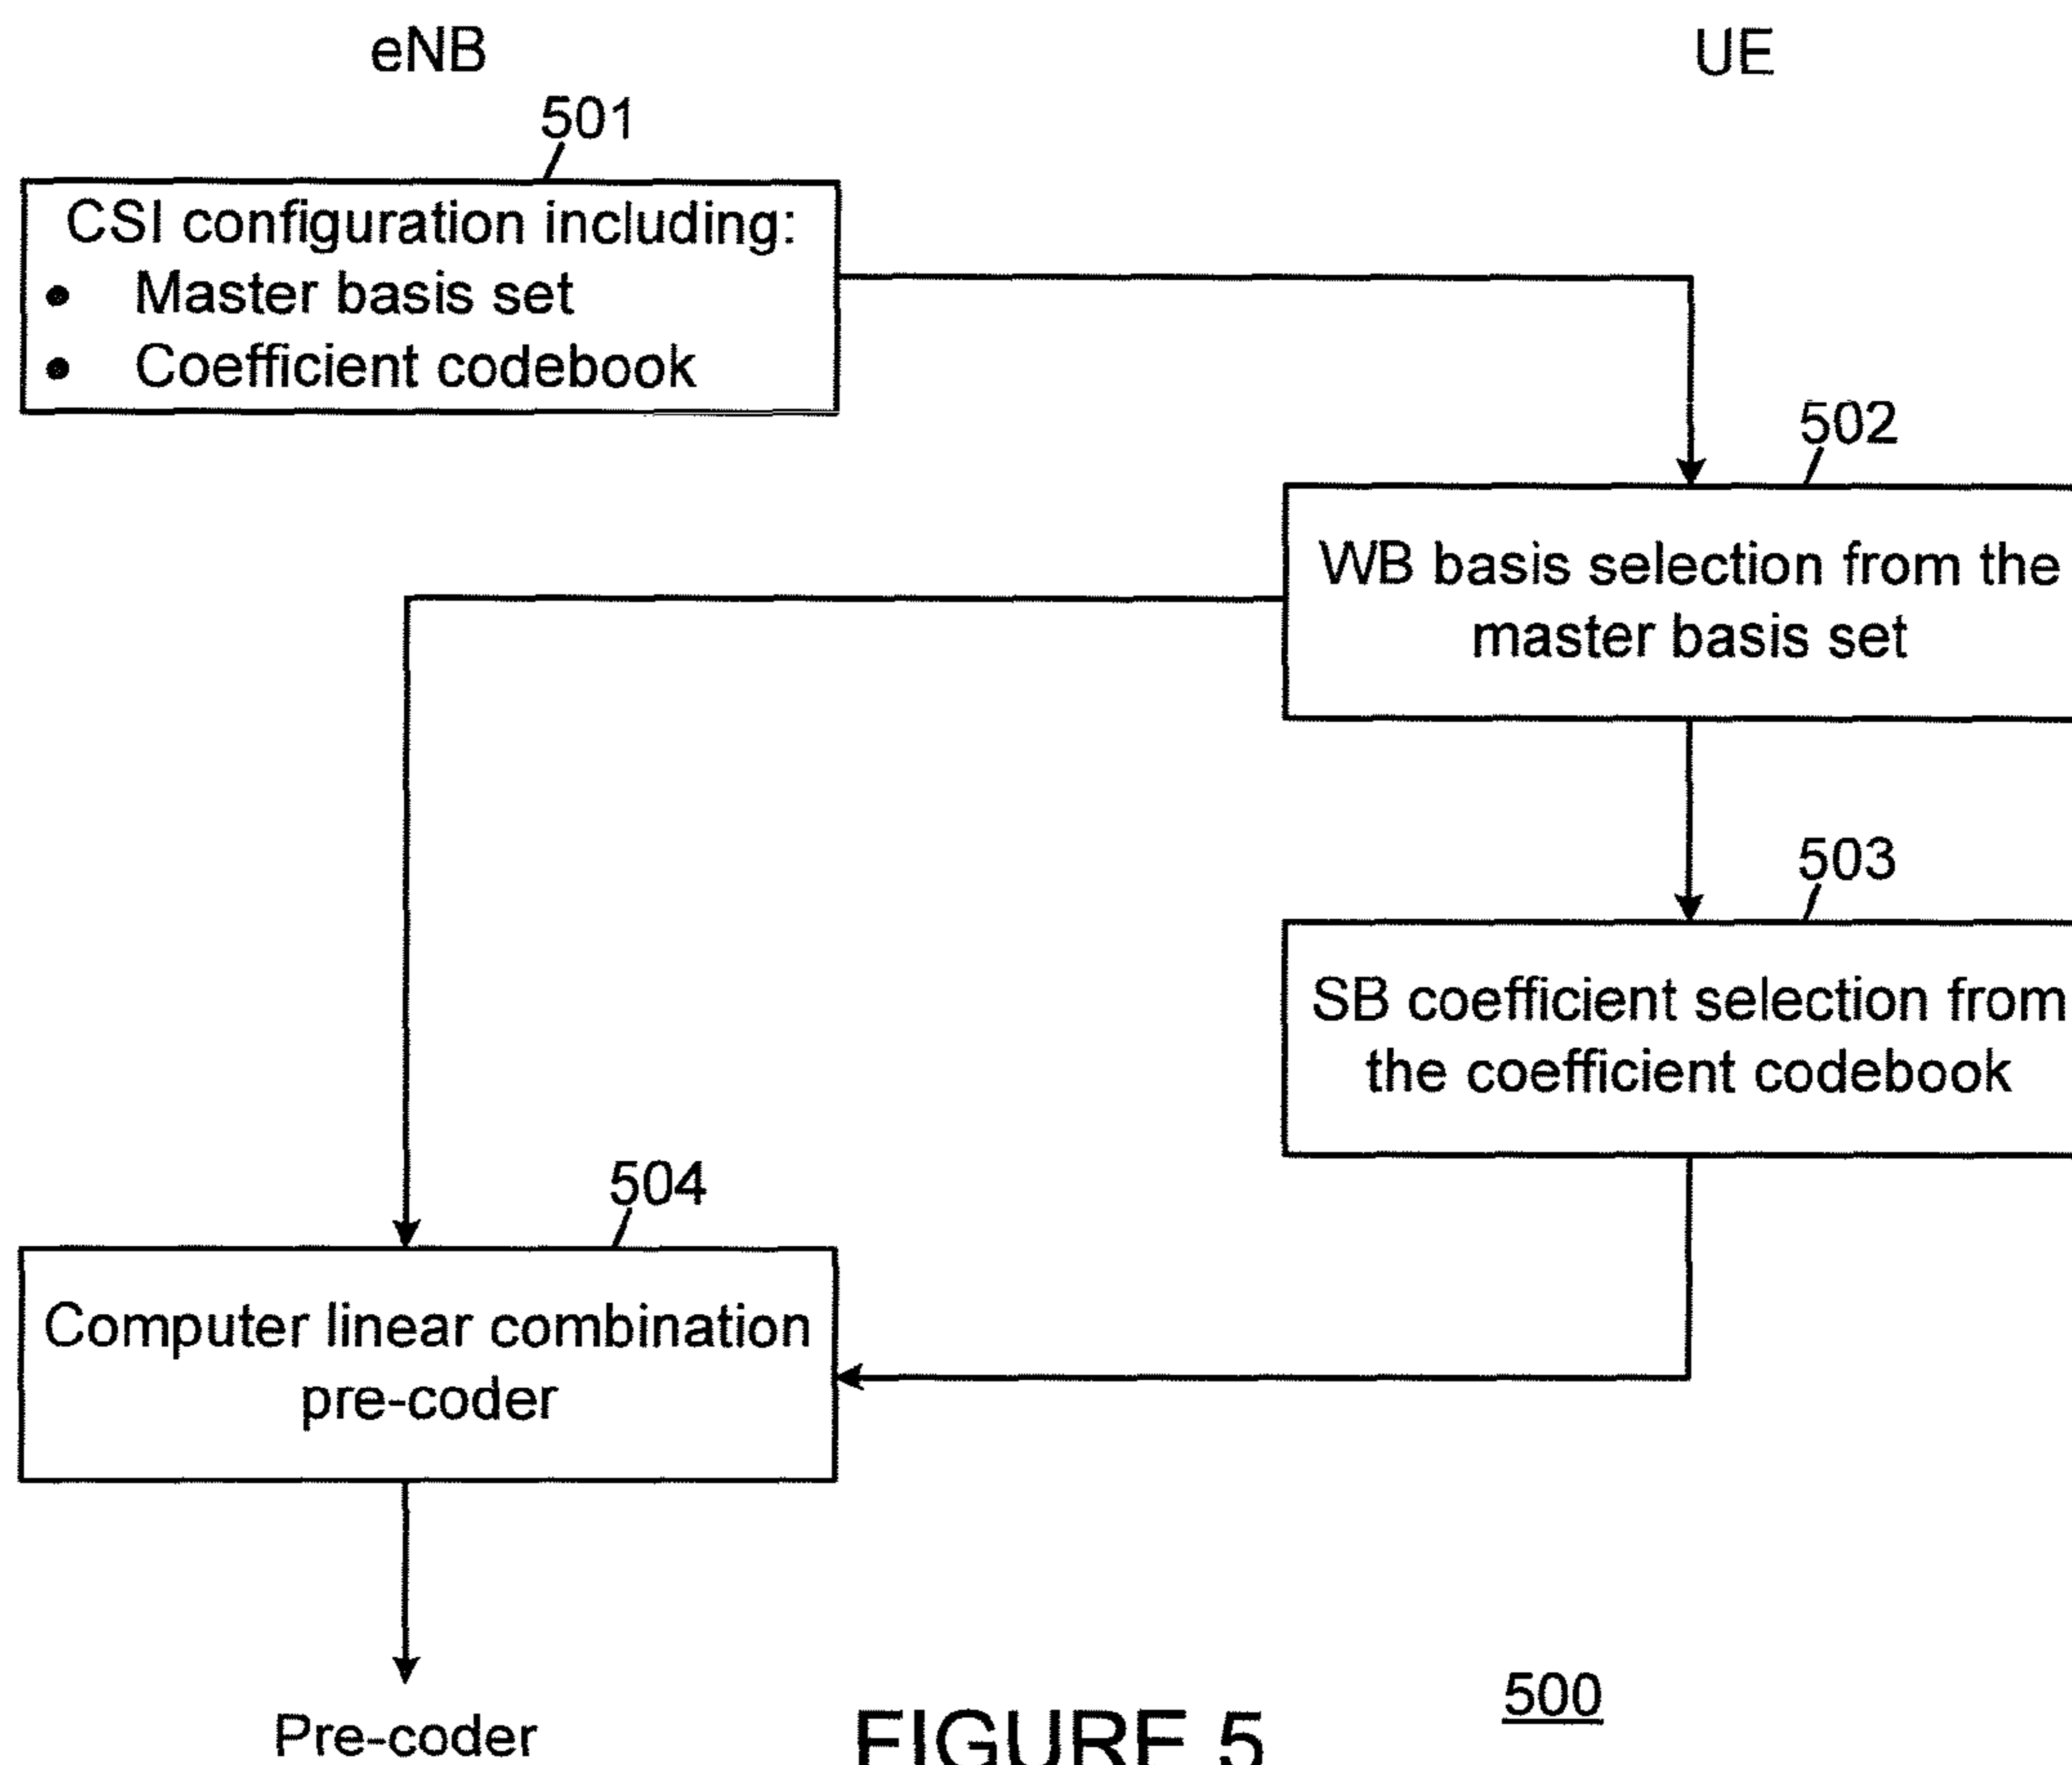 eNB
UE
501
CSI configuration including:
• Master basis set
• Coefficient codebook
502
WB basis selection from the
master basis set
503
SB coefficient selection from
the coefficient codebook
504
Computer linear combination
pre-coder
Pre-coder
FIGURE 5
500